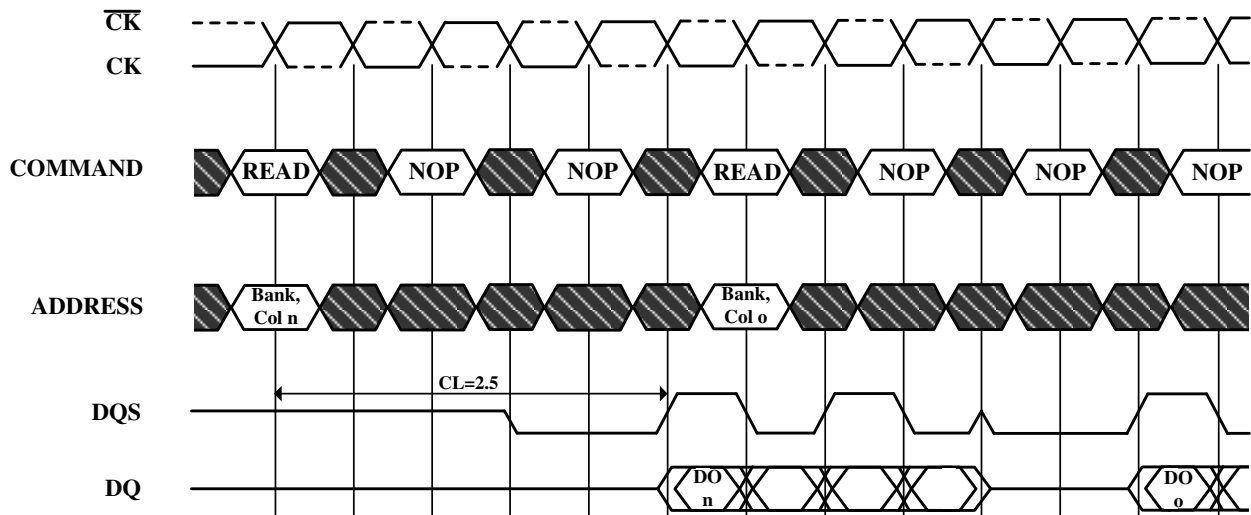 C̅K̅
CK
COMMAND READ NOP NOP READ NOP NOP NOP
Bank, Bank,
ADDRESS
Col n Col o
CL=2.5
DQS
DO DO
DQ
n o